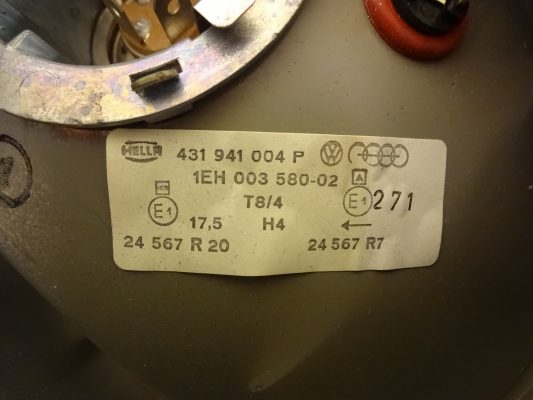 HELLA 431 941 004 P VW
1EH 003 580-02 A
T8/4
E1 E1 271
17,5 H4 ←
24 567 R 20 24 567 R7